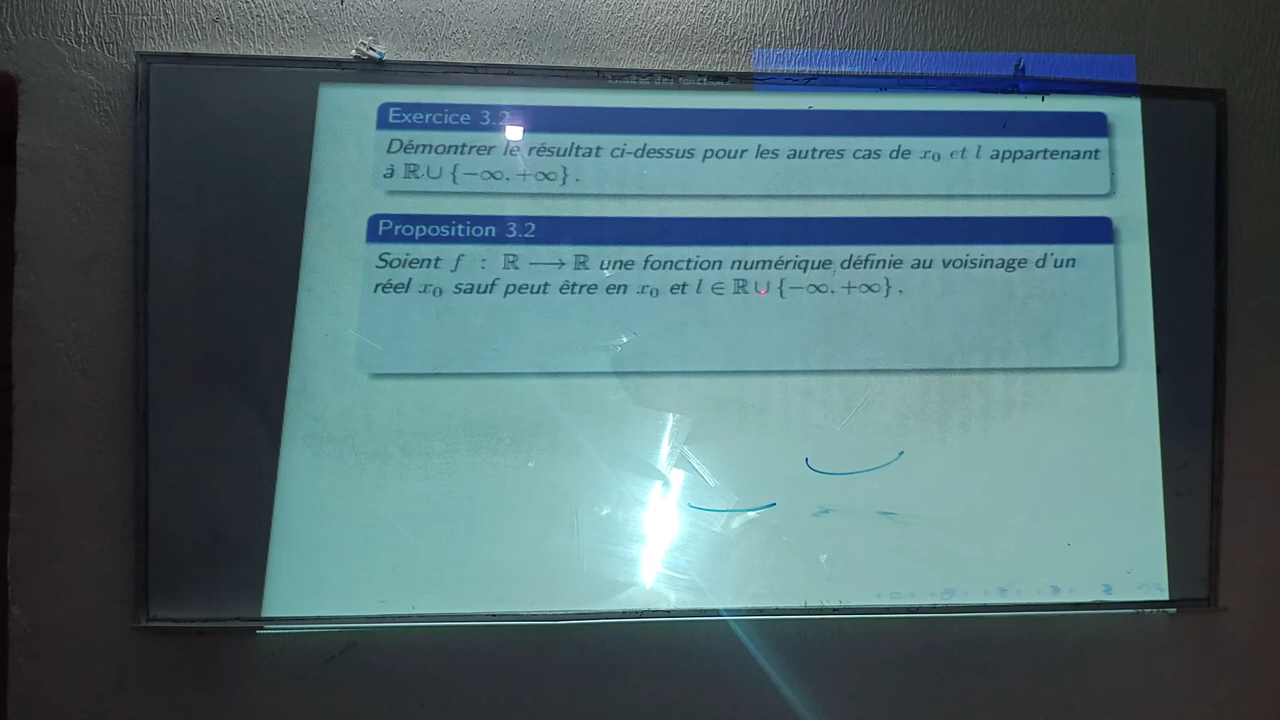 Exercice 3.2
Démontrer le résultat ci-dessus pour les autres cas de x₀ et l appartenant
à ℝ ∪ {−∞, +∞}.
Proposition 3.2
Soient f : ℝ ⟶ ℝ une fonction numérique définie au voisinage d'un
réel x₀ sauf peut être en x₀ et l ∈ ℝ ∪ {−∞, +∞},